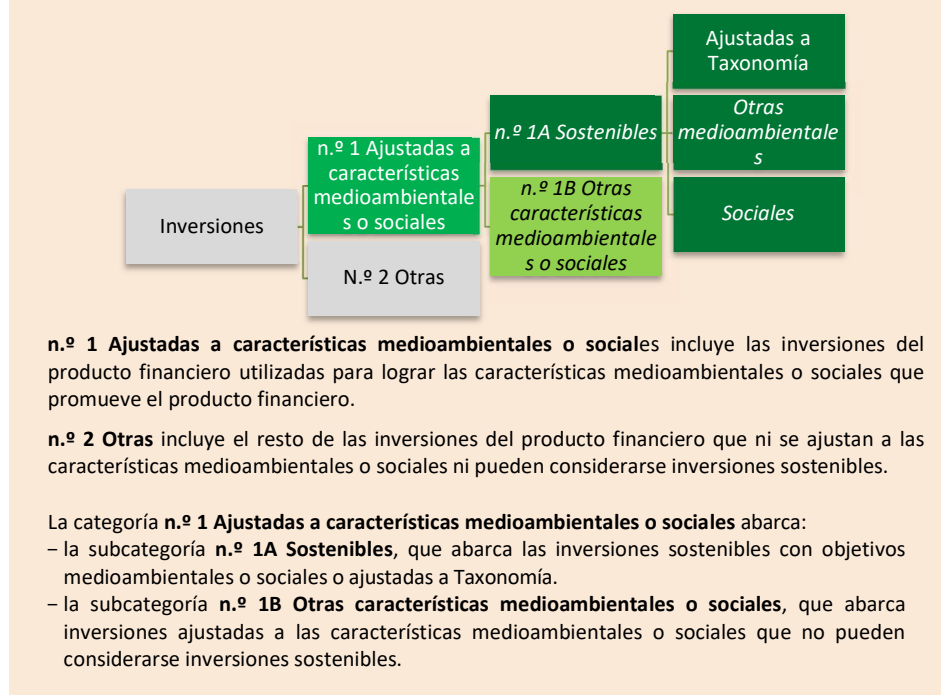 Ajustadas a
Taxonomía
Otras
medioambientale
s
Sociales
n.º 1A Sostenibles
n.º 1B Otras
características
medioambientale
s o sociales
n.º 1 Ajustadas a
características
medioambientale
s o sociales
Inversiones
N.º 2 Otras
n.º 1 Ajustadas a características medioambientales o sociales incluye las inversiones del
producto financiero utilizadas para lograr las características medioambientales o sociales que
promueve el producto financiero.
n.º 2 Otras incluye el resto de las inversiones del producto financiero que ni se ajustan a las
características medioambientales o sociales ni pueden considerarse inversiones sostenibles.
La categoría n.º 1 Ajustadas a características medioambientales o sociales abarca:
– la subcategoría n.º 1A Sostenibles, que abarca las inversiones sostenibles con objetivos
medioambientales o sociales o ajustadas a Taxonomía.
– la subcategoría n.º 1B Otras características medioambientales o sociales, que abarca
inversiones ajustadas a las características medioambientales o sociales que no pueden
considerarse inversiones sostenibles.